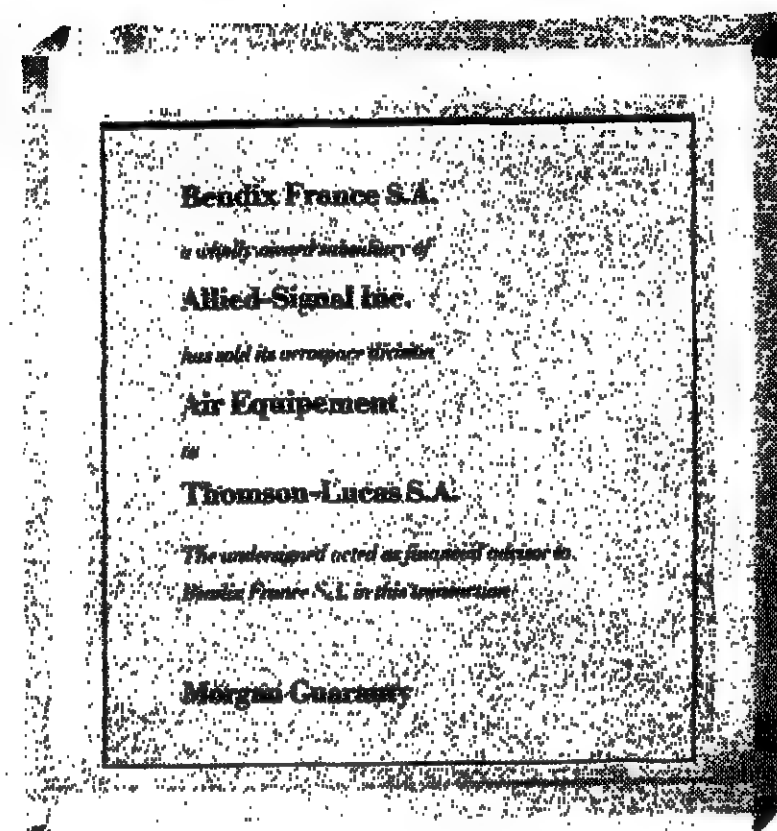 Bendix France S.A.
a wholly owned subsidiary of
Allied-Signal Inc.
has sold its aerospace division
Air Equipement
to
Thomson-Lucas S.A.
The undersigned acted as financial advisor to
Bendix France S.A. in this transaction
Morgan Guaranty